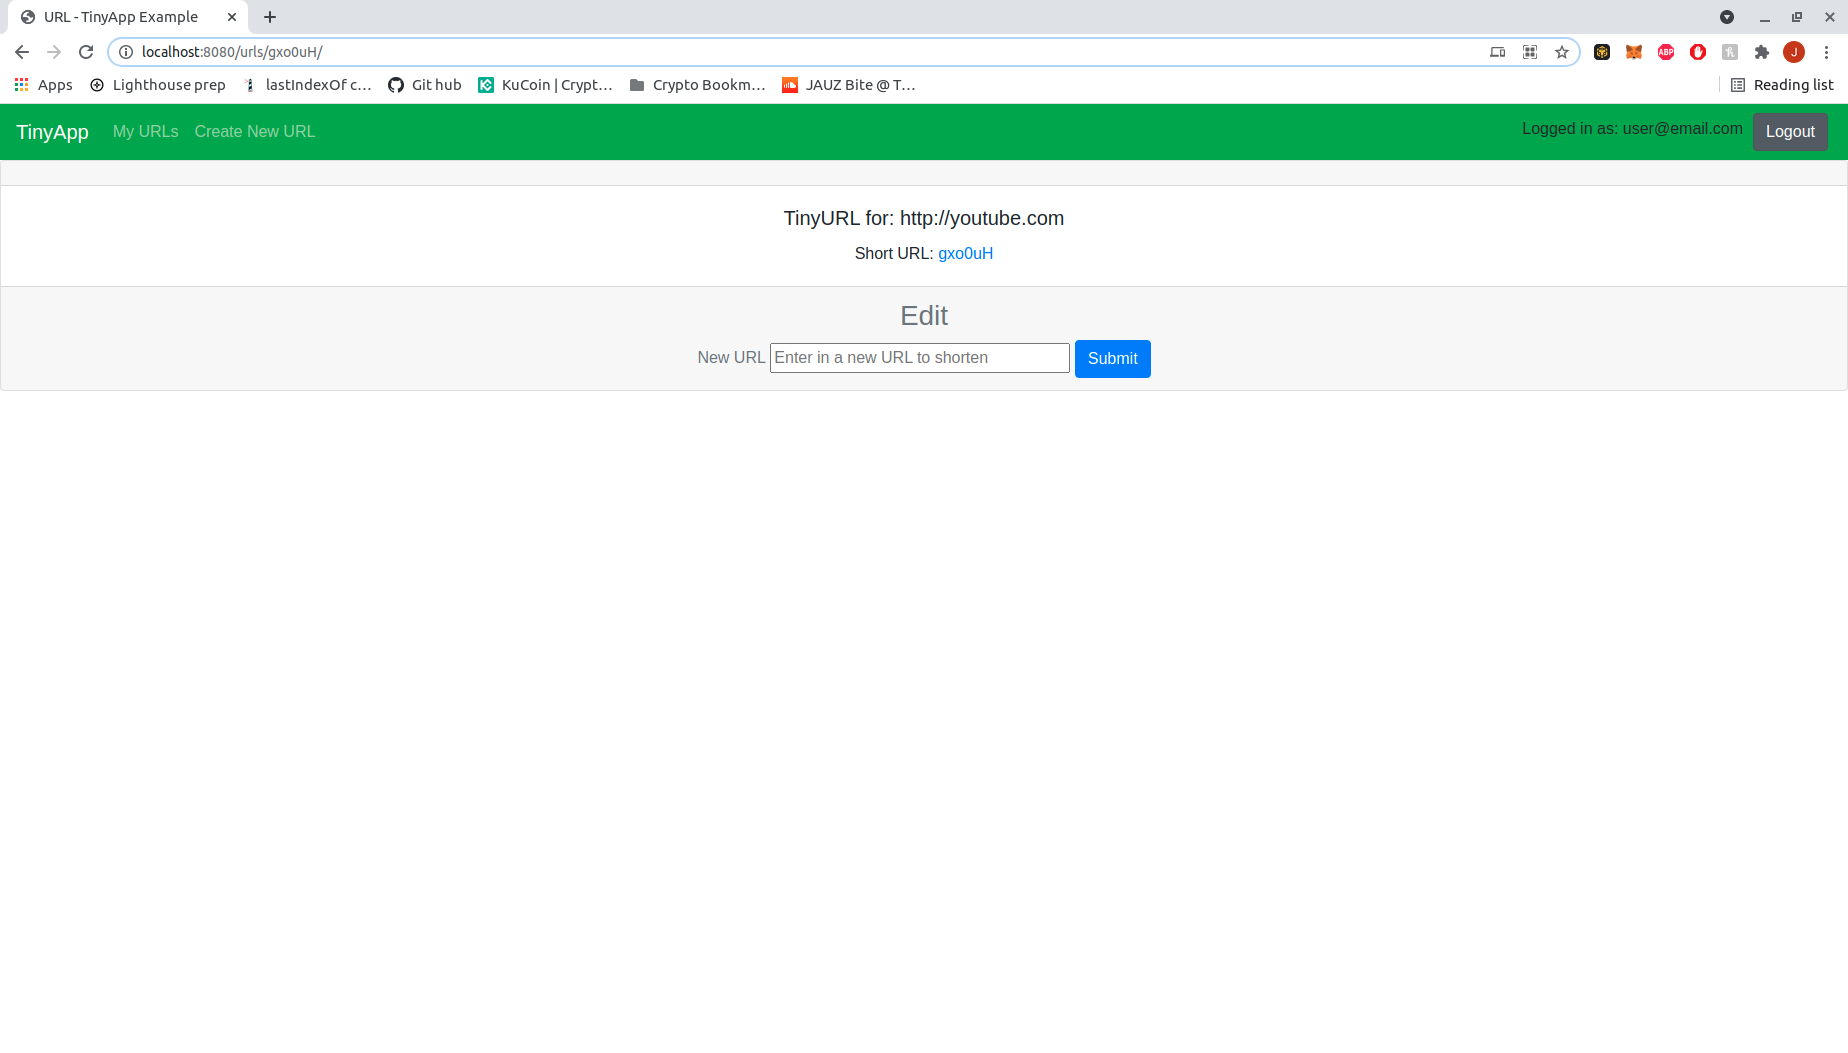 URL - TinyApp Example
localhost:8080/urls/gxo0uH/
ABP
J
Apps
Lighthouse prep
lastIndexOf c...
Git hub
KuCoin | Crypt...
Crypto Bookm...
JAUZ Bite @ T...
Reading list
TinyApp
My URLs
Create New URL
Logged in as: user@email.com
Logout
TinyURL for: http://youtube.com
Short URL: gxo0uH
Edit
New URL
Enter in a new URL to shorten
Submit